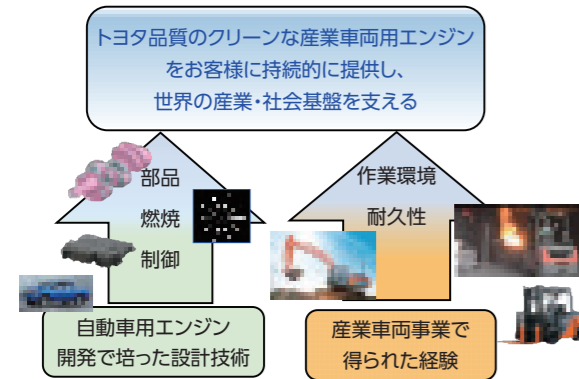 トヨタ品質のクリーンな産業車両用エンジン
をお客様に持続的に提供し、
世界の産業・社会基盤を支える
部品
燃焼
制御
作業環境
耐久性
自動車用エンジン
開発で培った設計技術
産業車両事業で
得られた経験